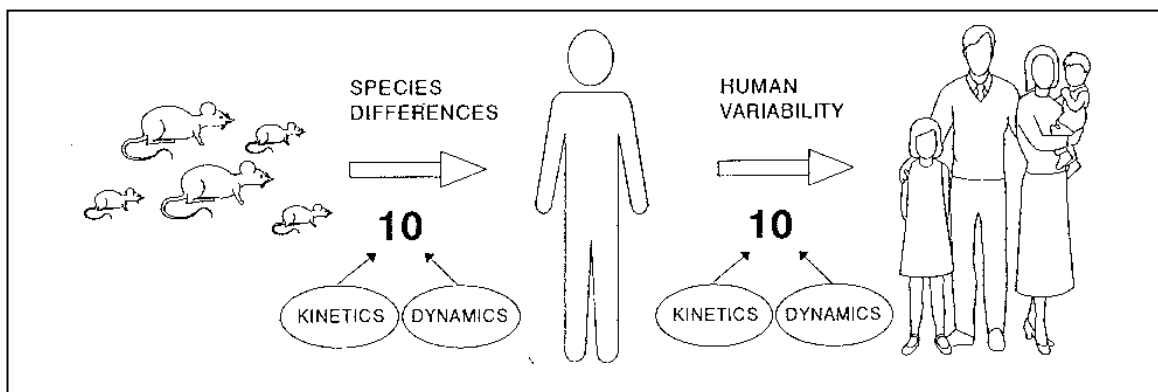 SPECIES
DIFFERENCES
10
KINETICS
DYNAMICS
HUMAN
VARIABILITY
10
KINETICS
DYNAMICS